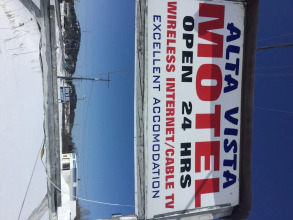 ALTA VISTA
MOTEL
OPEN 24 HRS
WIRELESS INTERNET/CABLE TV
EXCELLENT ACCOMODATION